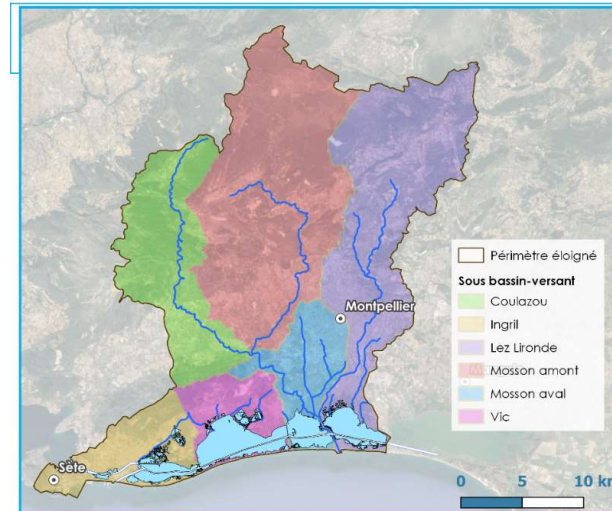 Montpellier
Sète
Périmètre éloigné
Sous bassin-versant
Coulazou
Ingril
Lez Lironde
Mosson amont
Mosson aval
Vic
0 5 10 km